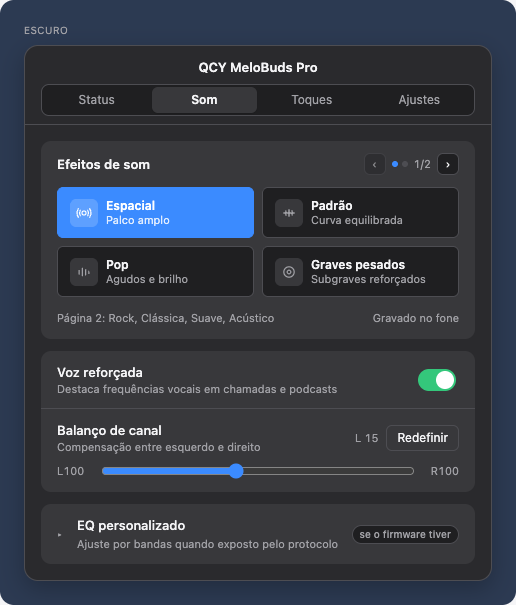 ESCURO
QCY MeloBuds Pro
Status Som Toques Ajustes
Efeitos de som ‹ 1/2 ›
Espacial
Palco amplo
Padrão
Curva equilibrada
Pop
Agudos e brilho
Graves pesados
Subgraves reforçados
Página 2: Rock, Clássica, Suave, Acústico Gravado no fone
Voz reforçada
Destaca frequências vocais em chamadas e podcasts
Balanço de canal
Compensação entre esquerdo e direito
L 15 Redefinir
L100 R100
EQ personalizado
Ajuste por bandas quando exposto pelo protocolo
se o firmware tiver